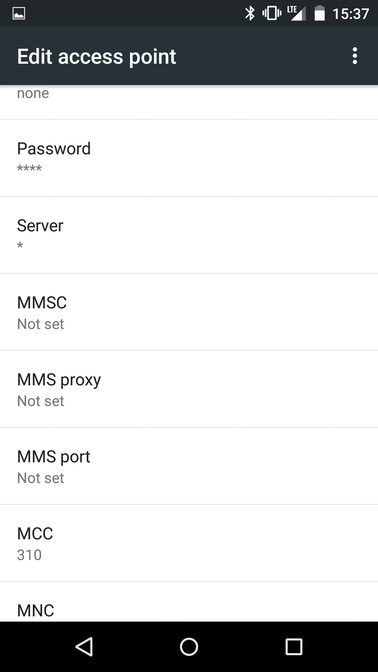 LTE
15:37
Edit access point
none
Password
****
Server
*
MMSC
Not set
MMS proxy
Not set
MMS port
Not set
MCC
310
MNC